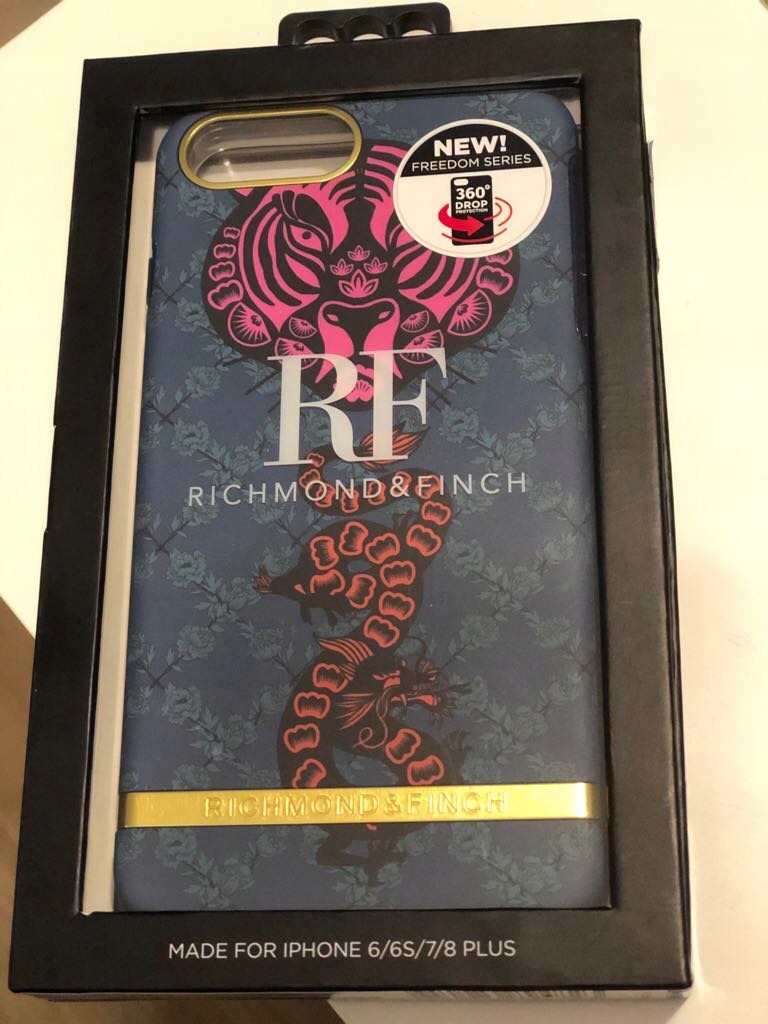 NEW!
FREEDOM SERIES
360°
DROP
PROTECTION
RF
RICHMOND&FINCH
RICHMOND&FINCH
MADE FOR IPHONE 6/6S/7/8 PLUS